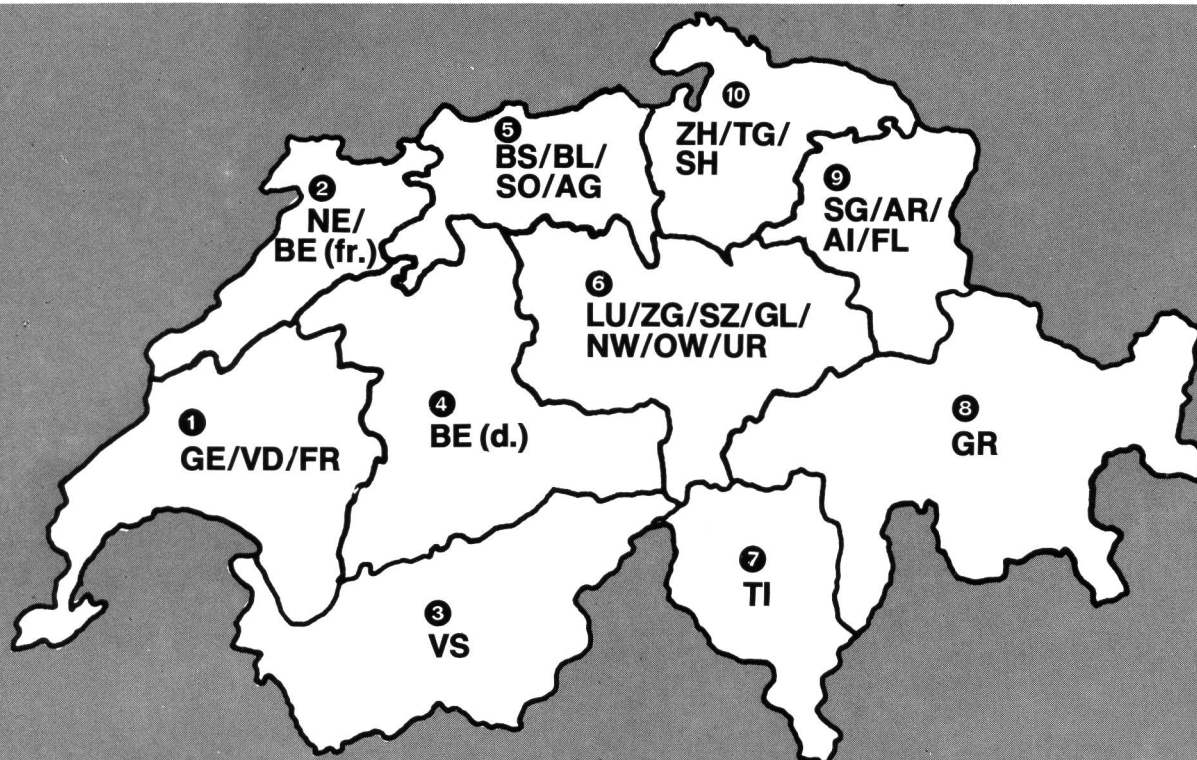 1
GE/VD/FR
2
NE/
BE (fr.)
3
VS
4
BE (d.)
5
BS/BL/
SO/AG
6
LU/ZG/SZ/GL/
NW/OW/UR
7
TI
8
GR
9
SG/AR/
AI/FL
10
ZH/TG/
SH